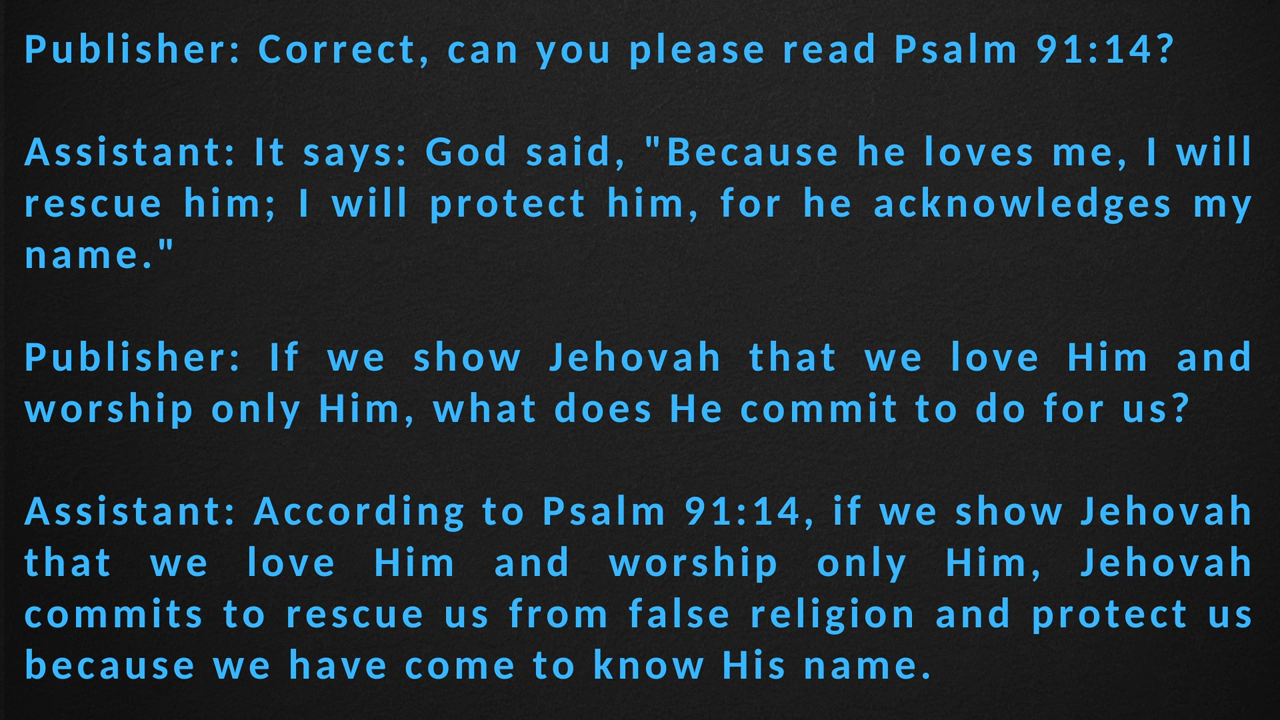 Publisher: Correct, can you please read Psalm 91:14?
Assistant: It says: God said, "Because he loves me, I will
rescue him; I will protect him, for he acknowledges my
name."
Publisher: If we show Jehovah that we love Him and
worship only Him, what does He commit to do for us?
Assistant: According to Psalm 91:14, if we show Jehovah
that we love Him and worship only Him, Jehovah
commits to rescue us from false religion and protect us
because we have come to know His name.